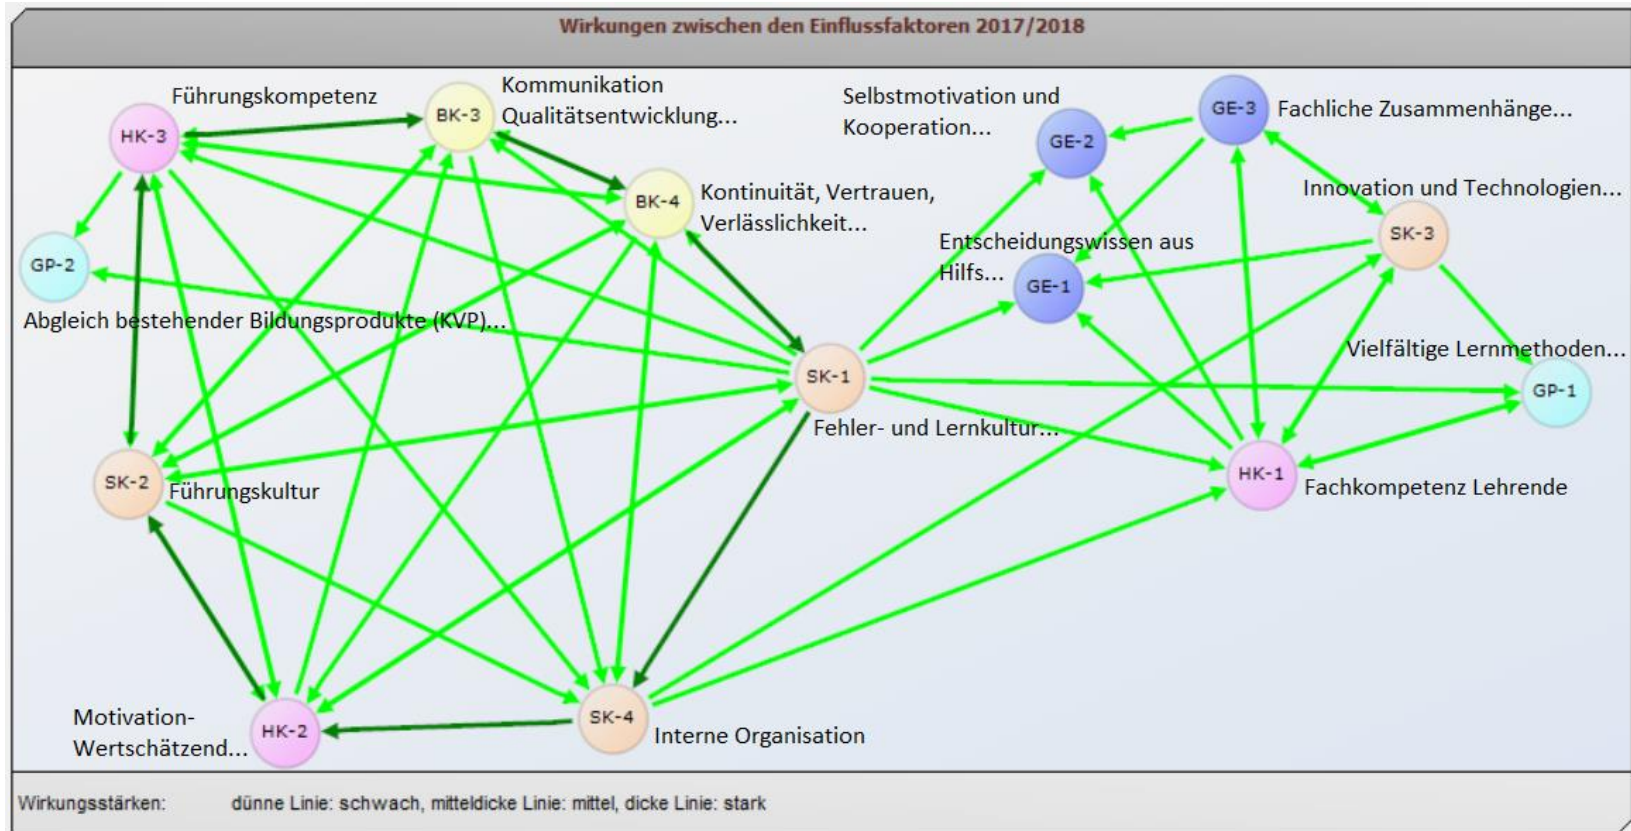 Wirkungen zwischen den Einflussfaktoren 2017/2018
Führungskompetenz
HK-3
BK-3
Kommunikation
Qualitätsentwicklung...
BK-4
Kontinuität, Vertrauen,
Verlässlichkeit...
GP-2
Abgleich bestehender Bildungsprodukte (KVP)...
Selbstmotivation und
Kooperation...
GE-2
GE-3
Fachliche Zusammenhänge...
Innovation und Technologien...
SK-3
Entscheidungswissen aus
Hilfs...
GE-1
Vielfältige Lernmethoden...
GP-1
SK-1
Fehler- und Lernkultur...
HK-1
Fachkompetenz Lehrende
SK-2
Führungskultur
Motivation-
Wertschätzend...
HK-2
SK-4
Interne Organisation
Wirkungsstärken: dünne Linie: schwach, mitteldicke Linie: mittel, dicke Linie: stark